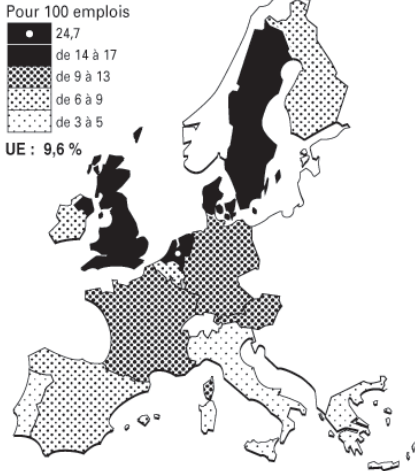 Pour 100 emplois
24,7
de 14 à 17
de 9 à 13
de 6 à 9
de 3 à 5
UE : 9,6 %